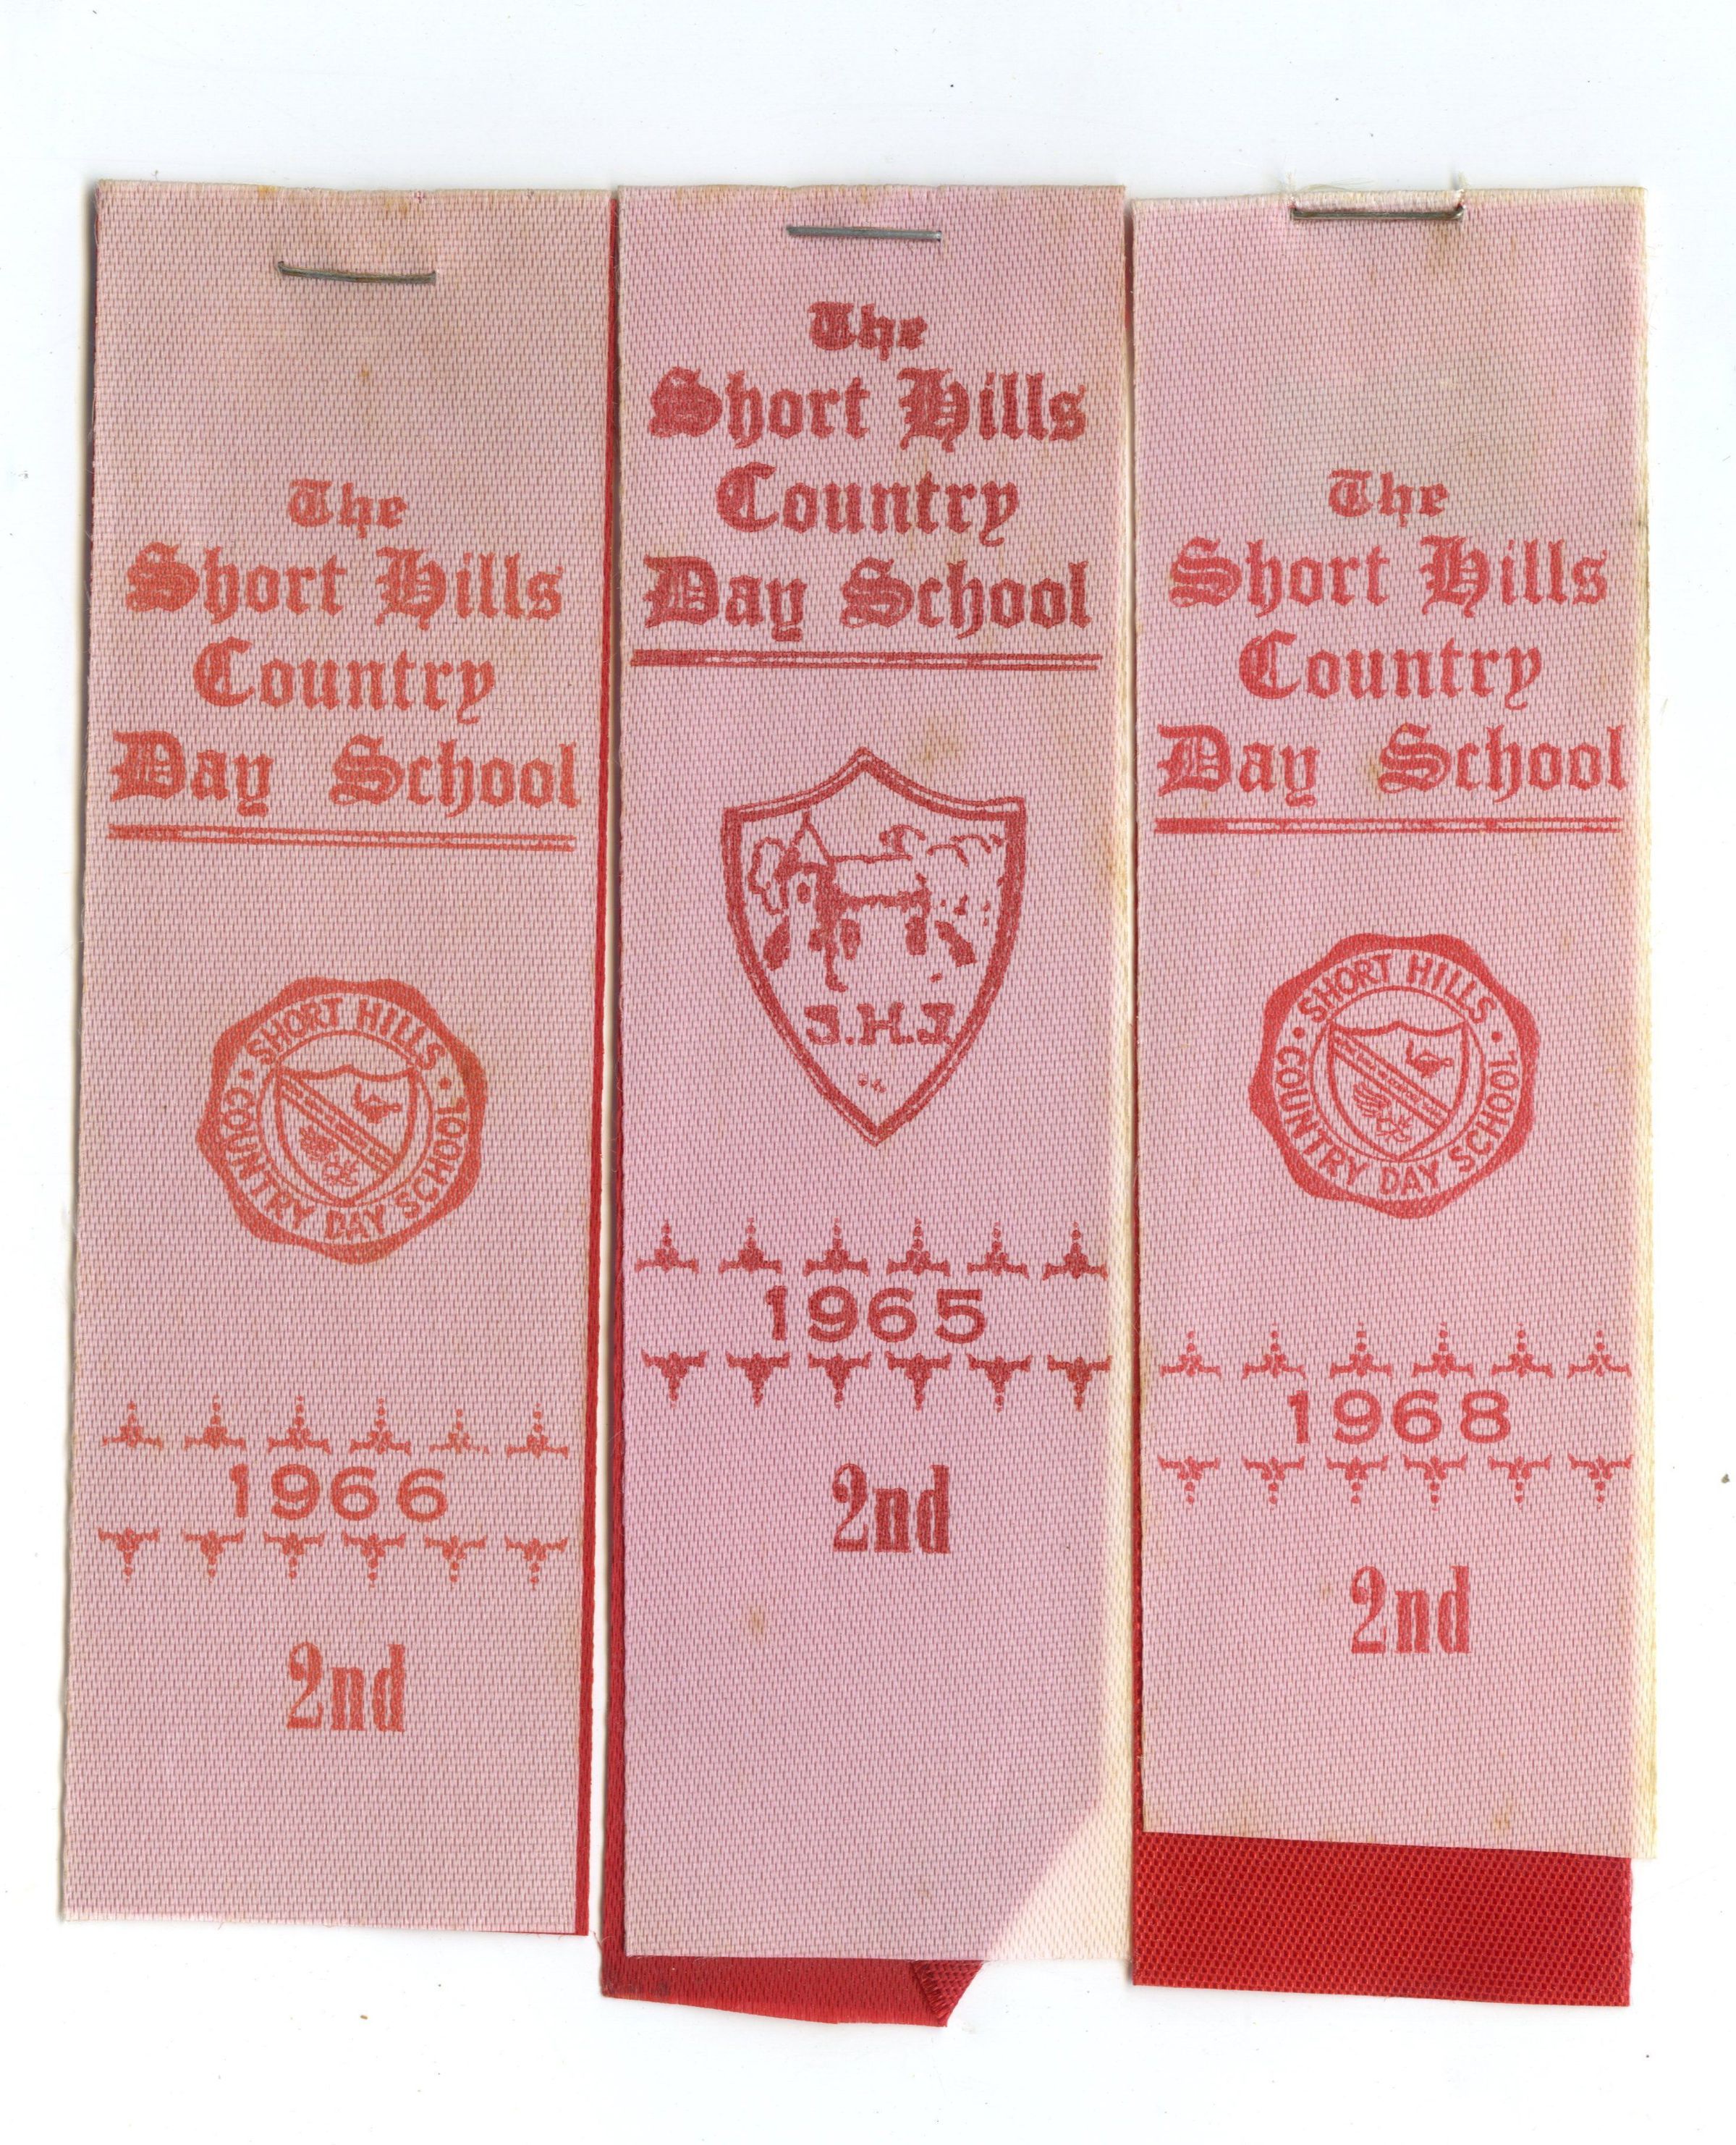 The
Short Hills
Country
Day School
SHORT HILLS
• COUNTRY DAY SCHOOL •
1966
2nd
The
Short Hills
Country
Day School
1965
2nd
The
Short Hills
Country
Day School
SHORT HILLS
• COUNTRY DAY SCHOOL •
1968
2nd